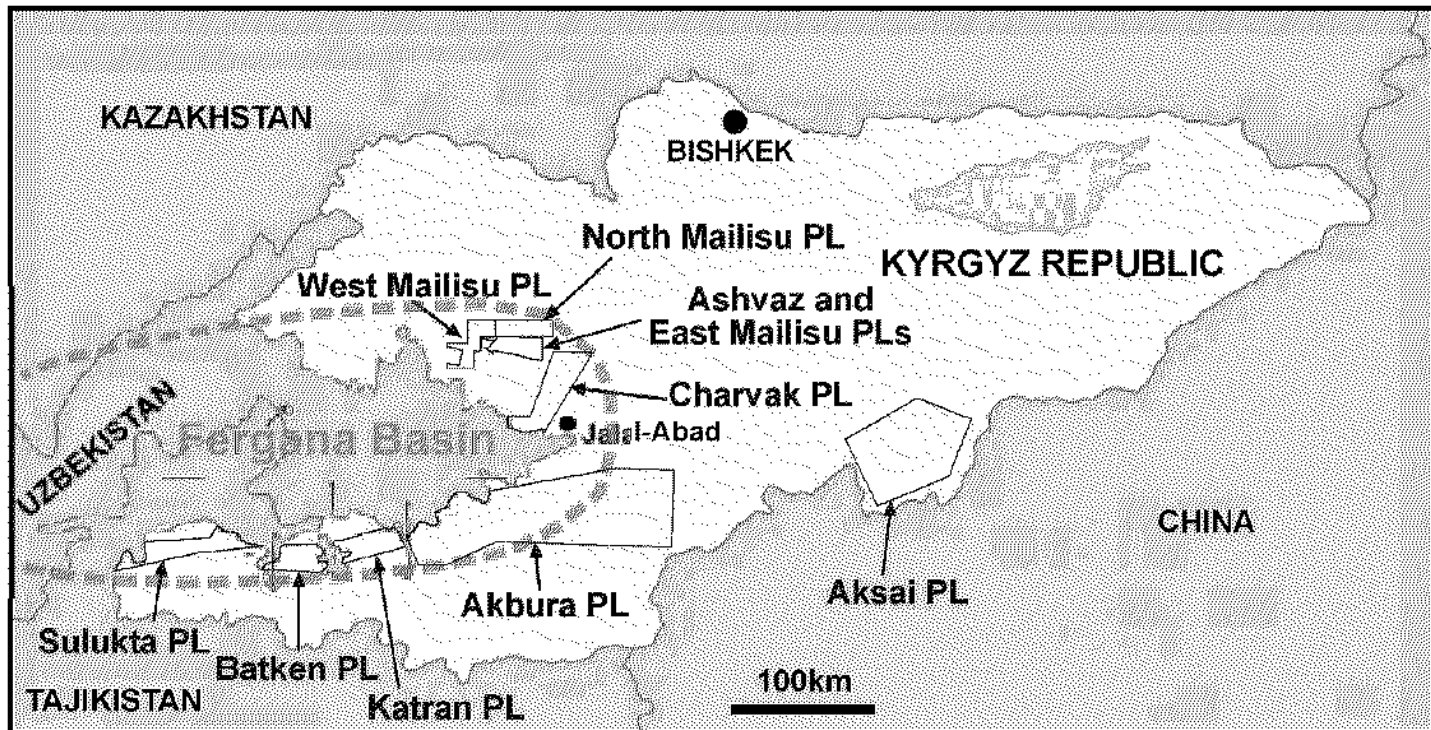 KAZAKHSTAN
BISHKEK
North Mailisu PL
KYRGYZ REPUBLIC
West Mailisu PL
Ashvaz and
East Mailisu PLs
Charvak PL
UZBEKISTAN
Fergana Basin
Jalal-Abad
CHINA
Akbura PL
Aksai PL
Sulukta PL
Batken PL
Katran PL
TAJIKISTAN
100km